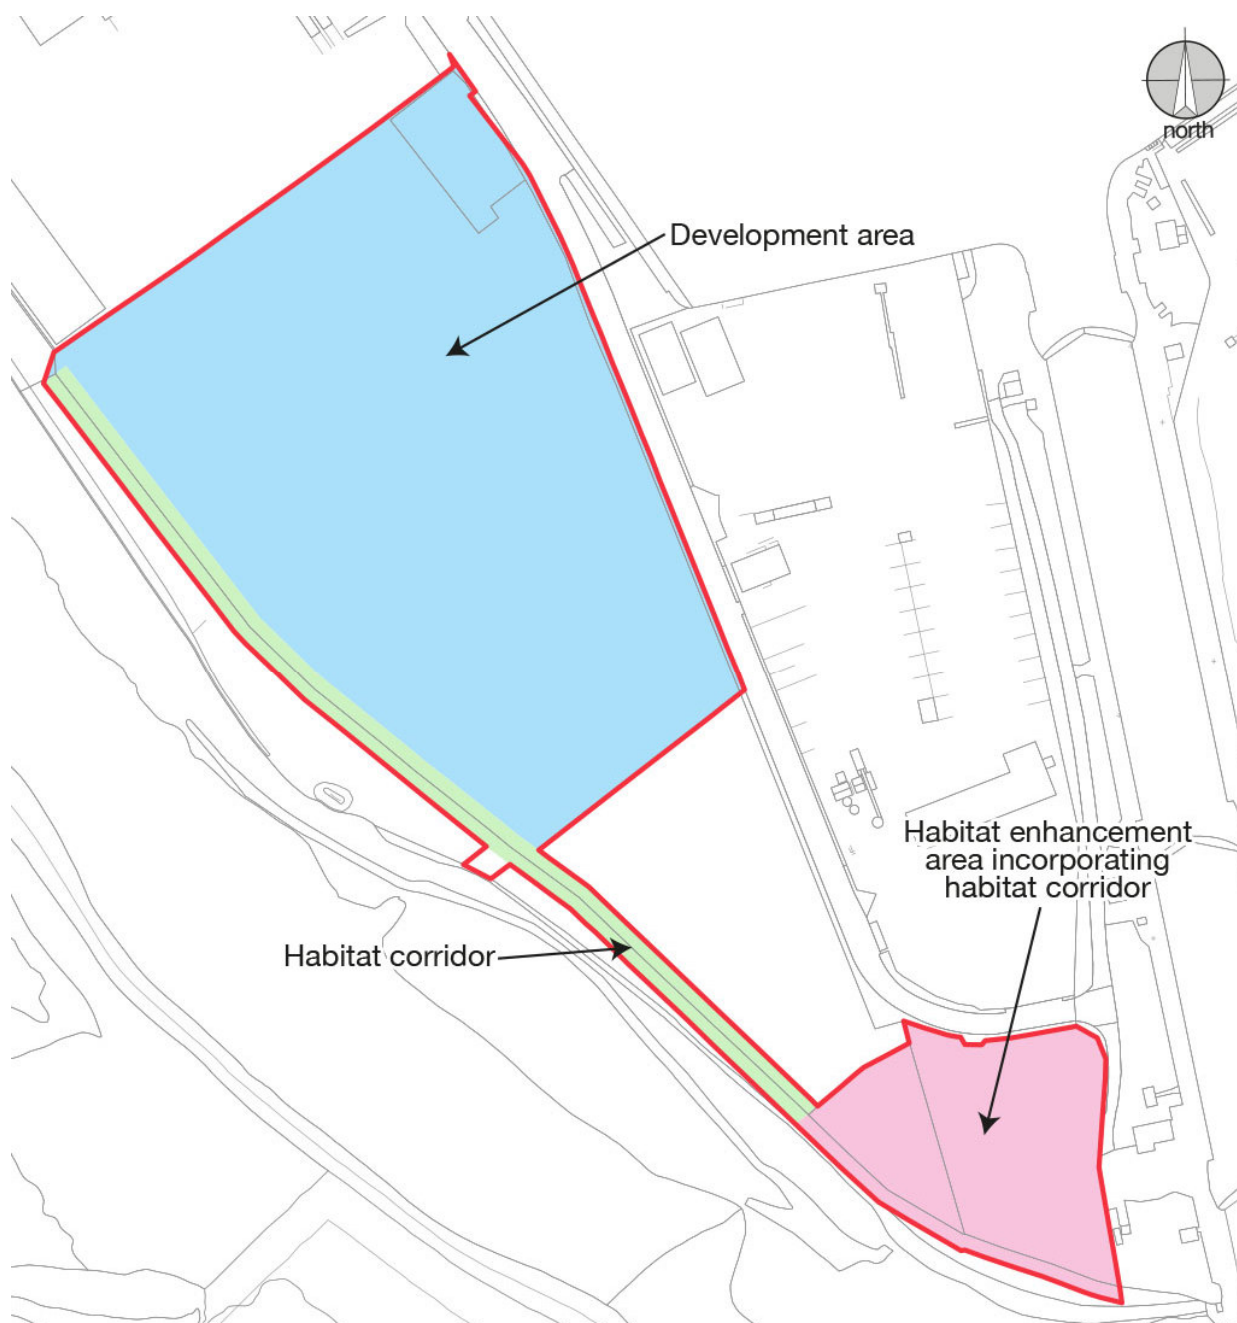 north
Development area
Habitat enhancement
area incorporating
habitat corridor
Habitat corridor